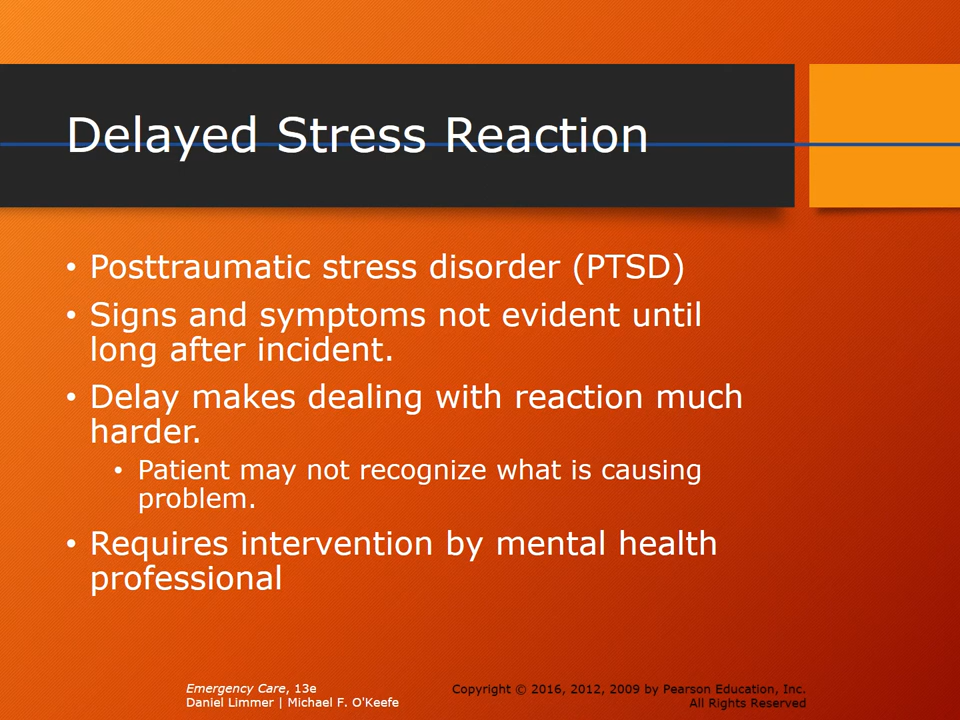 Delayed Stress Reaction
• Posttraumatic stress disorder (PTSD)
• Signs and symptoms not evident until
long after incident.
• Delay makes dealing with reaction much
harder.
• Patient may not recognize what is causing
problem.
• Requires intervention by mental health
professional
Emergency Care, 13e
Daniel Limmer | Michael F. O'Keefe
Copyright © 2016, 2012, 2009 by Pearson Education, Inc.
All Rights Reserved